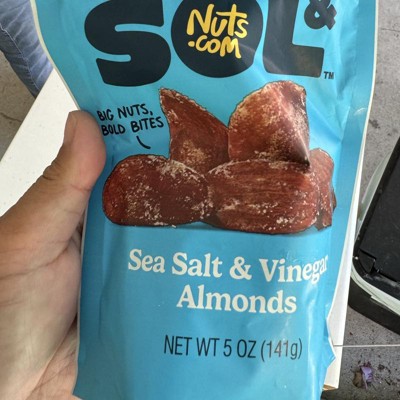 SOL&
Nuts
.com
TM
BIG NUTS,
BOLD BITES
Sea Salt & Vinegar
Almonds
NET WT 5 OZ (141g)